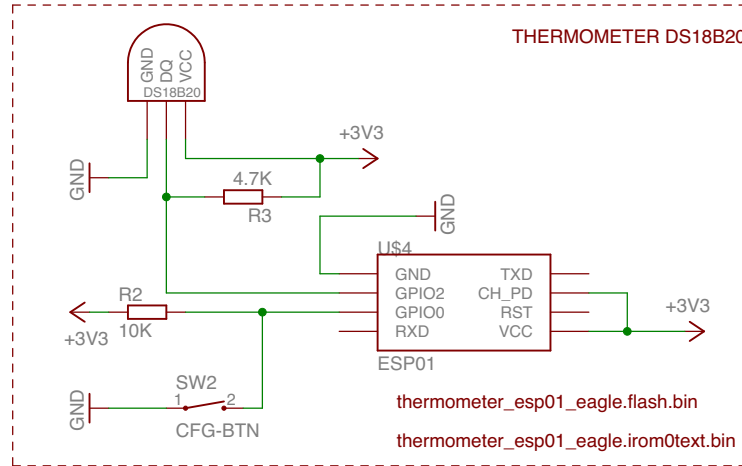 THERMOMETER DS18B20
GND
DQ
VCC
DS18B20
+3V3
GND
4.7K
R3
GND
U$4
GND TXD
GPIO2 CH_PD
GPIO0 RST
RXD VCC
ESP01
R2
10K
+3V3
+3V3
SW2
1 2
GND
CFG-BTN
thermometer_esp01_eagle.flash.bin
thermometer_esp01_eagle.irom0text.bin